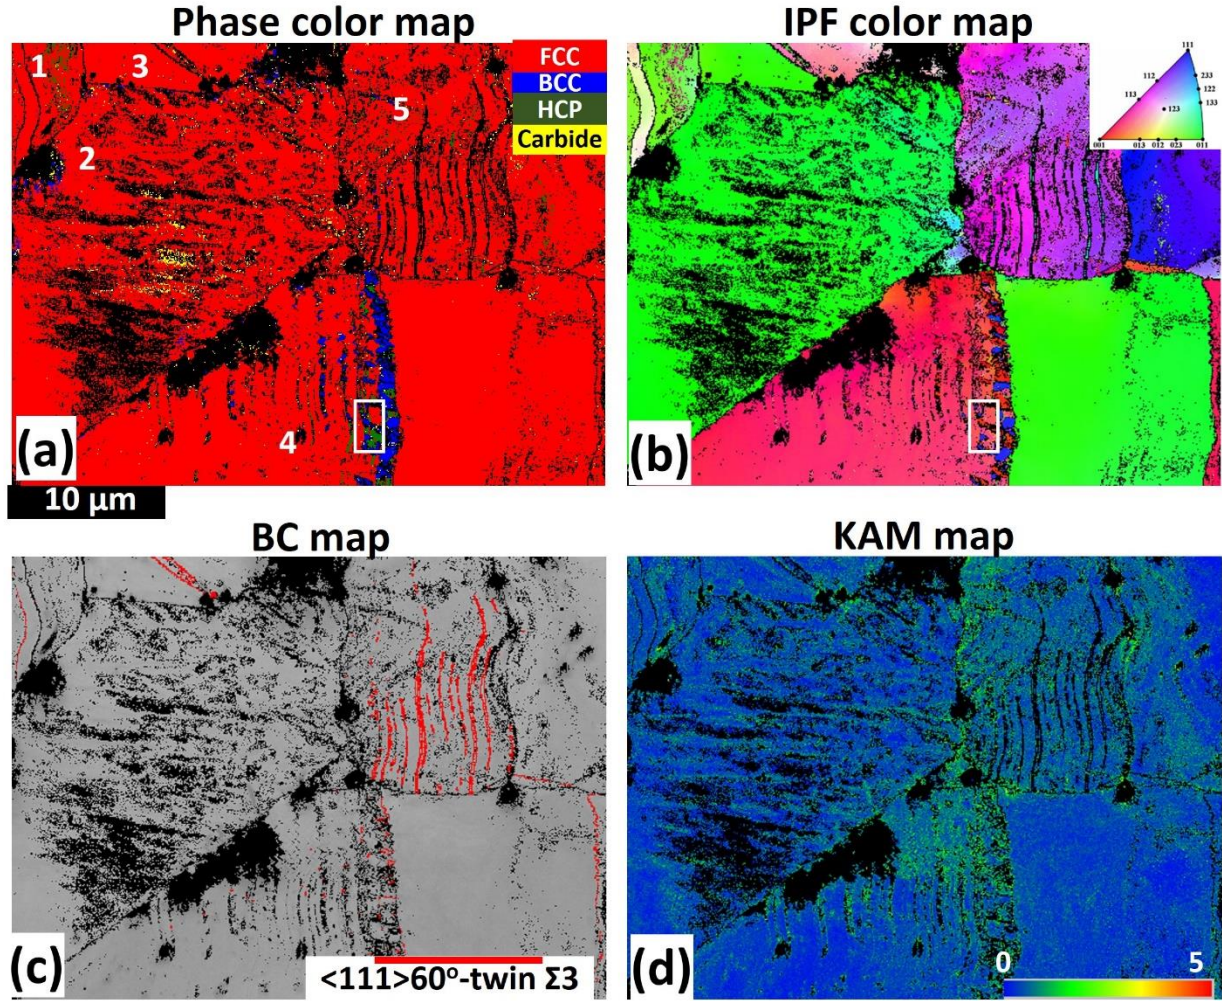 Phase color map
IPF color map
1
3
5
2
4
FCC
BCC
HCP
Carbide
(a)
10 µm
111
233
122
133
112
113
123
001
013
012
023
011
(b)
BC map
KAM map
(c)
<111>60º-twin Σ3
(d)
0
5